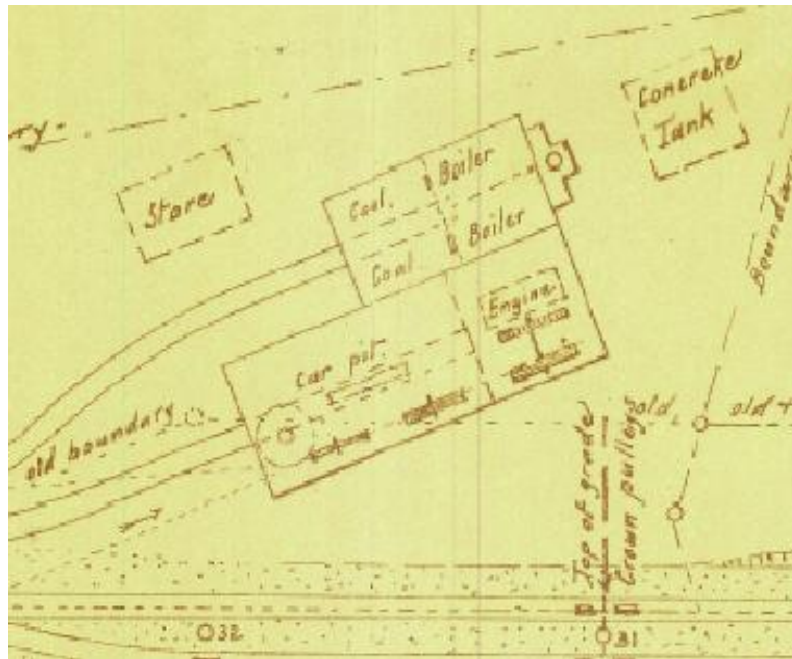 ry.
Concrete
Tank
Store
Coal.
Boiler
Coal
Boiler
Engine
Car pit.
old boundary
old
old
Boundar
Top of grade
Crown pulleys
32
31